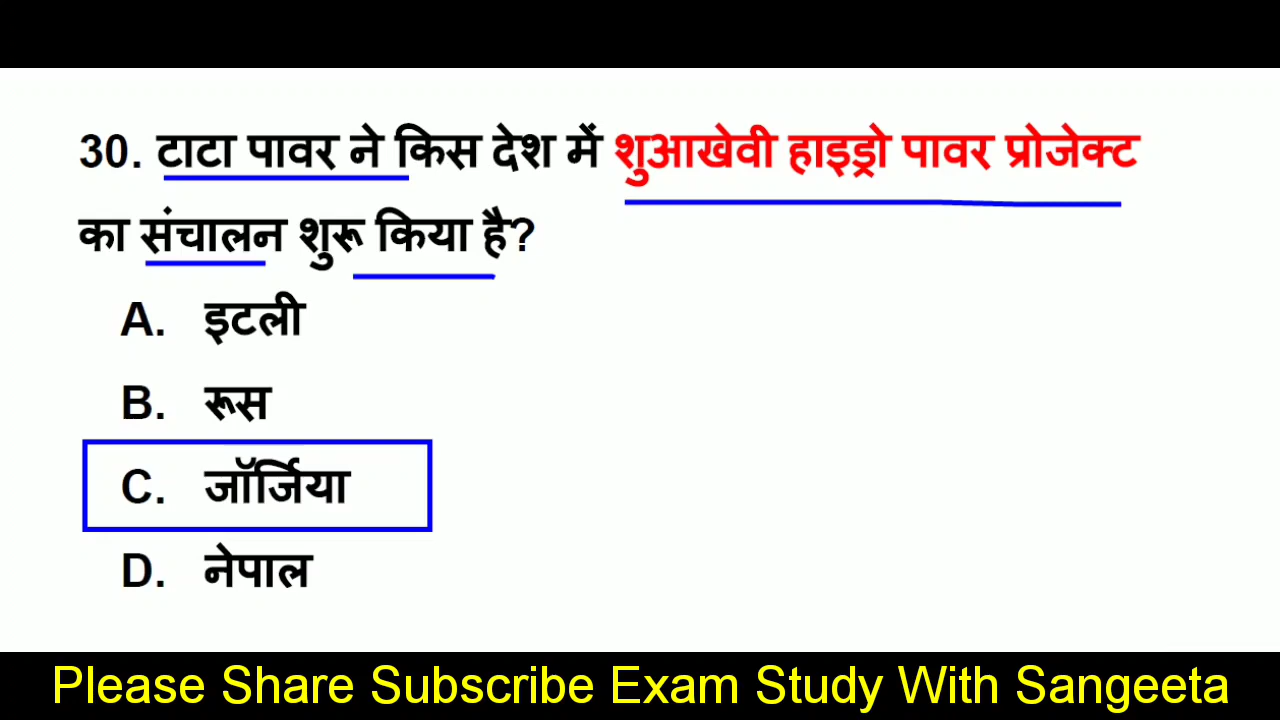 30. टाटा पावर ने किस देश में शुआखेवी हाइड्रो पावर प्रोजेक्ट
का संचालन शुरू किया है?
A. इटली
B. रूस
C. जॉर्जिया
D. नेपाल
Please Share Subscribe Exam Study With Sangeeta